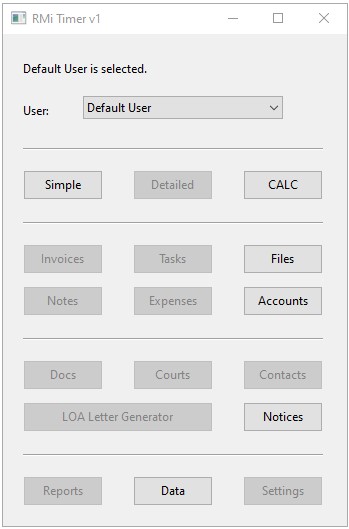 RMi Timer v1
Default User is selected.
User: Default User
Simple Detailed CALC
Invoices Tasks Files
Notes Expenses Accounts
Docs Courts Contacts
LOA Letter Generator Notices
Reports Data Settings